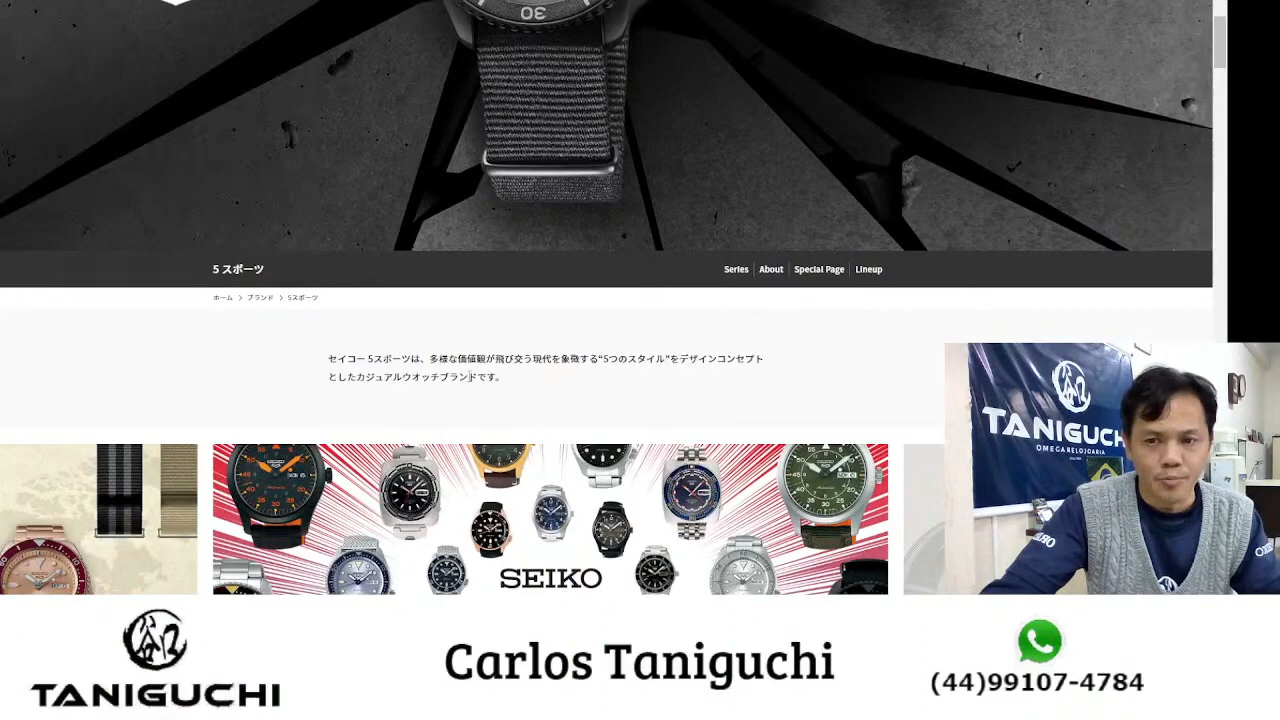 30
5 スポーツ
Series
About
Special Page
Lineup
ホーム > ブランド > 5スポーツ
セイコー 5スポーツは、多様な価値観が飛び交う現代を象徴する“5つのスタイル”をデザインコンセプト
としたカジュアルウオッチブランドです。
SEIKO
TANIGUCH
OMEGA RELOJOARIA
TANIGUCHI
Carlos Taniguchi
(44)99107-4784